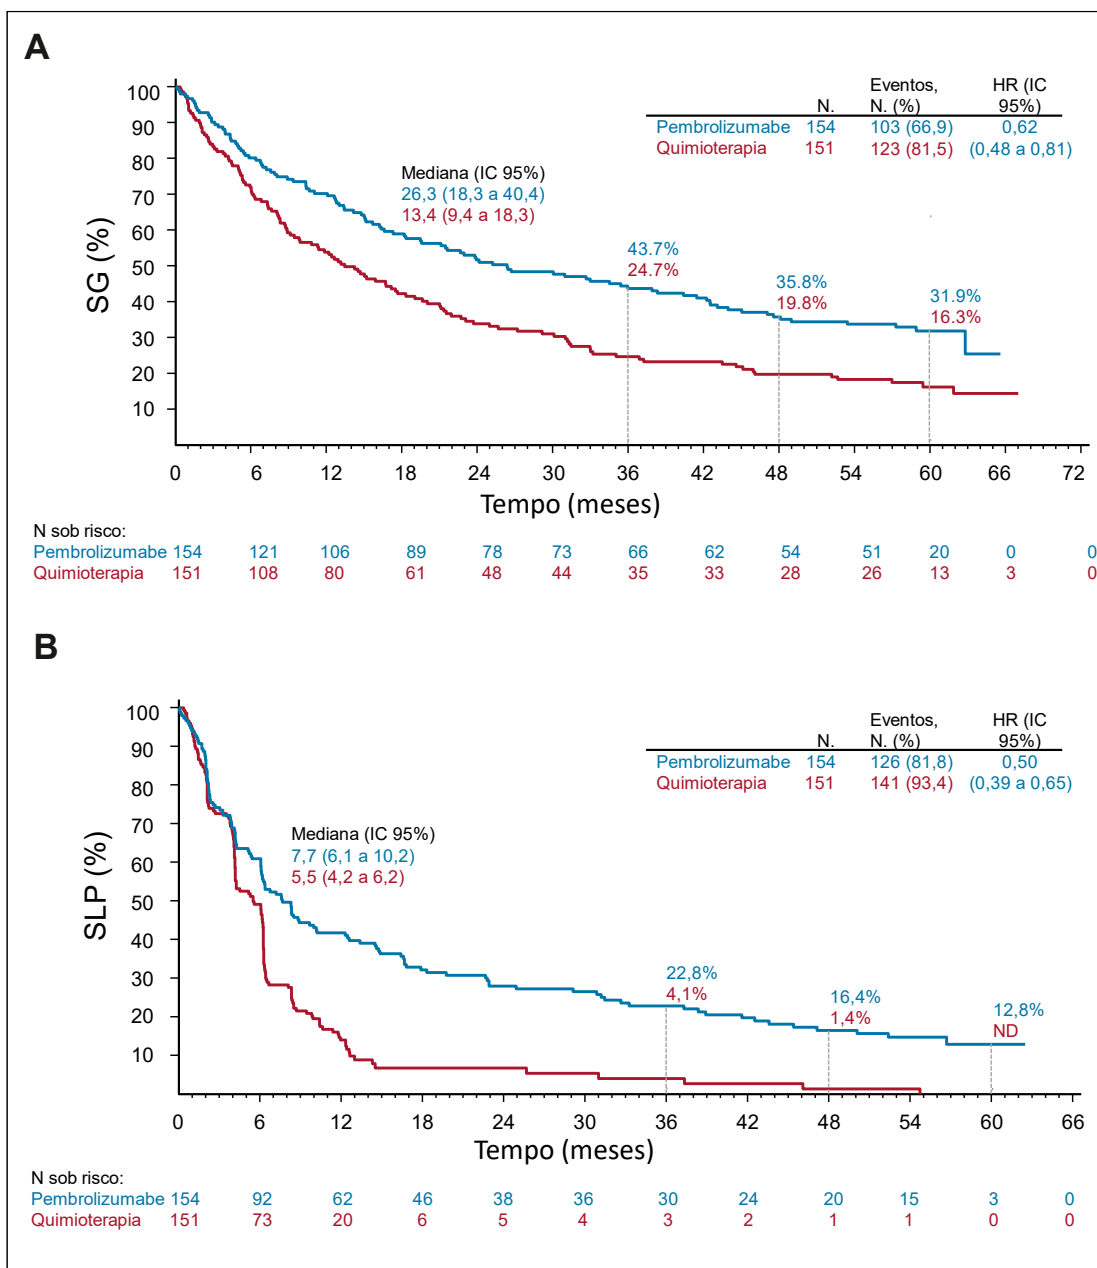 A
Eventos, HR (IC
N. N. (%) 95%)
Pembrolizumabe 154 103 (66,9) 0,62
Quimioterapia 151 123 (81,5) (0,48 a 0,81)
Mediana (IC 95%)
26,3 (18,3 a 40,4)
13,4 (9,4 a 18,3)
43.7%
24.7%
35.8%
19.8%
31.9%
16.3%
SG (%)
100
90
80
70
60
50
40
30
20
10
0 6 12 18 24 30 36 42 48 54 60 66 72
Tempo (meses)
N sob risco:
Pembrolizumabe 154 121 106 89 78 73 66 62 54 51 20 0 0
Quimioterapia 151 108 80 61 48 44 35 33 28 26 13 3 0
B
Eventos, HR (IC
N. N. (%) 95%)
Pembrolizumabe 154 126 (81,8) 0,50
Quimioterapia 151 141 (93,4) (0,39 a 0,65)
Mediana (IC 95%)
7,7 (6,1 a 10,2)
5,5 (4,2 a 6,2)
22,8%
4,1%
16,4%
1,4%
12,8%
ND
SLP (%)
100
90
80
70
60
50
40
30
20
10
0 6 12 18 24 30 36 42 48 54 60 66
Tempo (meses)
N sob risco:
Pembrolizumabe 154 92 62 46 38 36 30 24 20 15 3 0
Quimioterapia 151 73 20 6 5 4 3 2 1 1 0 0